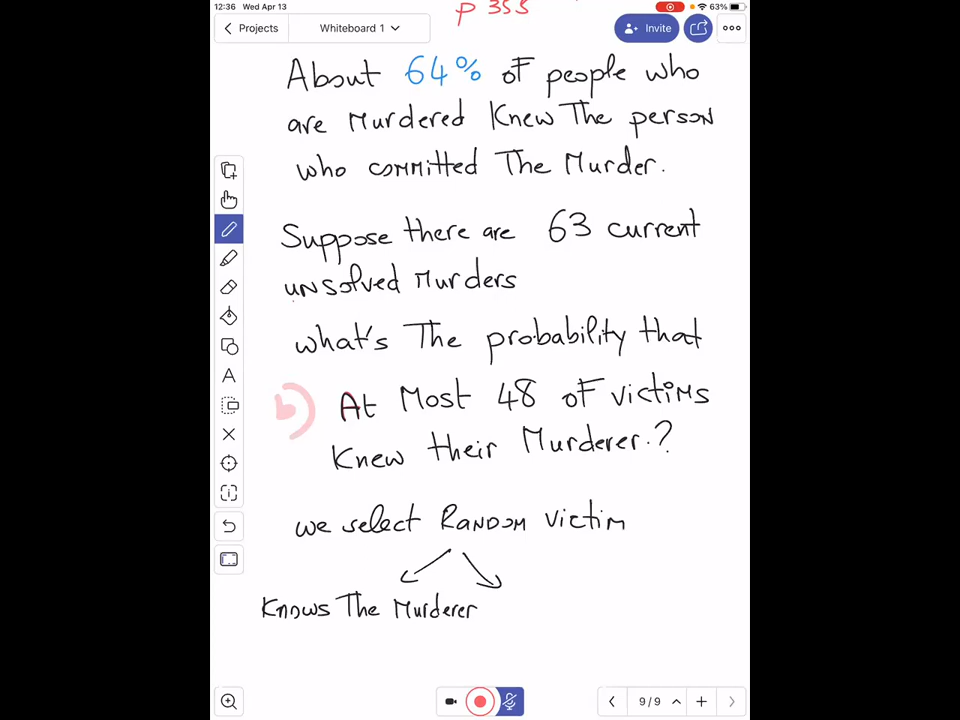 12:36 Wed Apr 13
63%
P 355
Projects
Whiteboard 1
Invite
About 64% of people who
are Murdered Knew The person
who committed The Murder.
Suppose there are 63 current
unsolved Murders
what's The probability that
b) At Most 48 of victims
Knew their Murderer.?
we select Random victim
Knows The Murderer
A
9/9